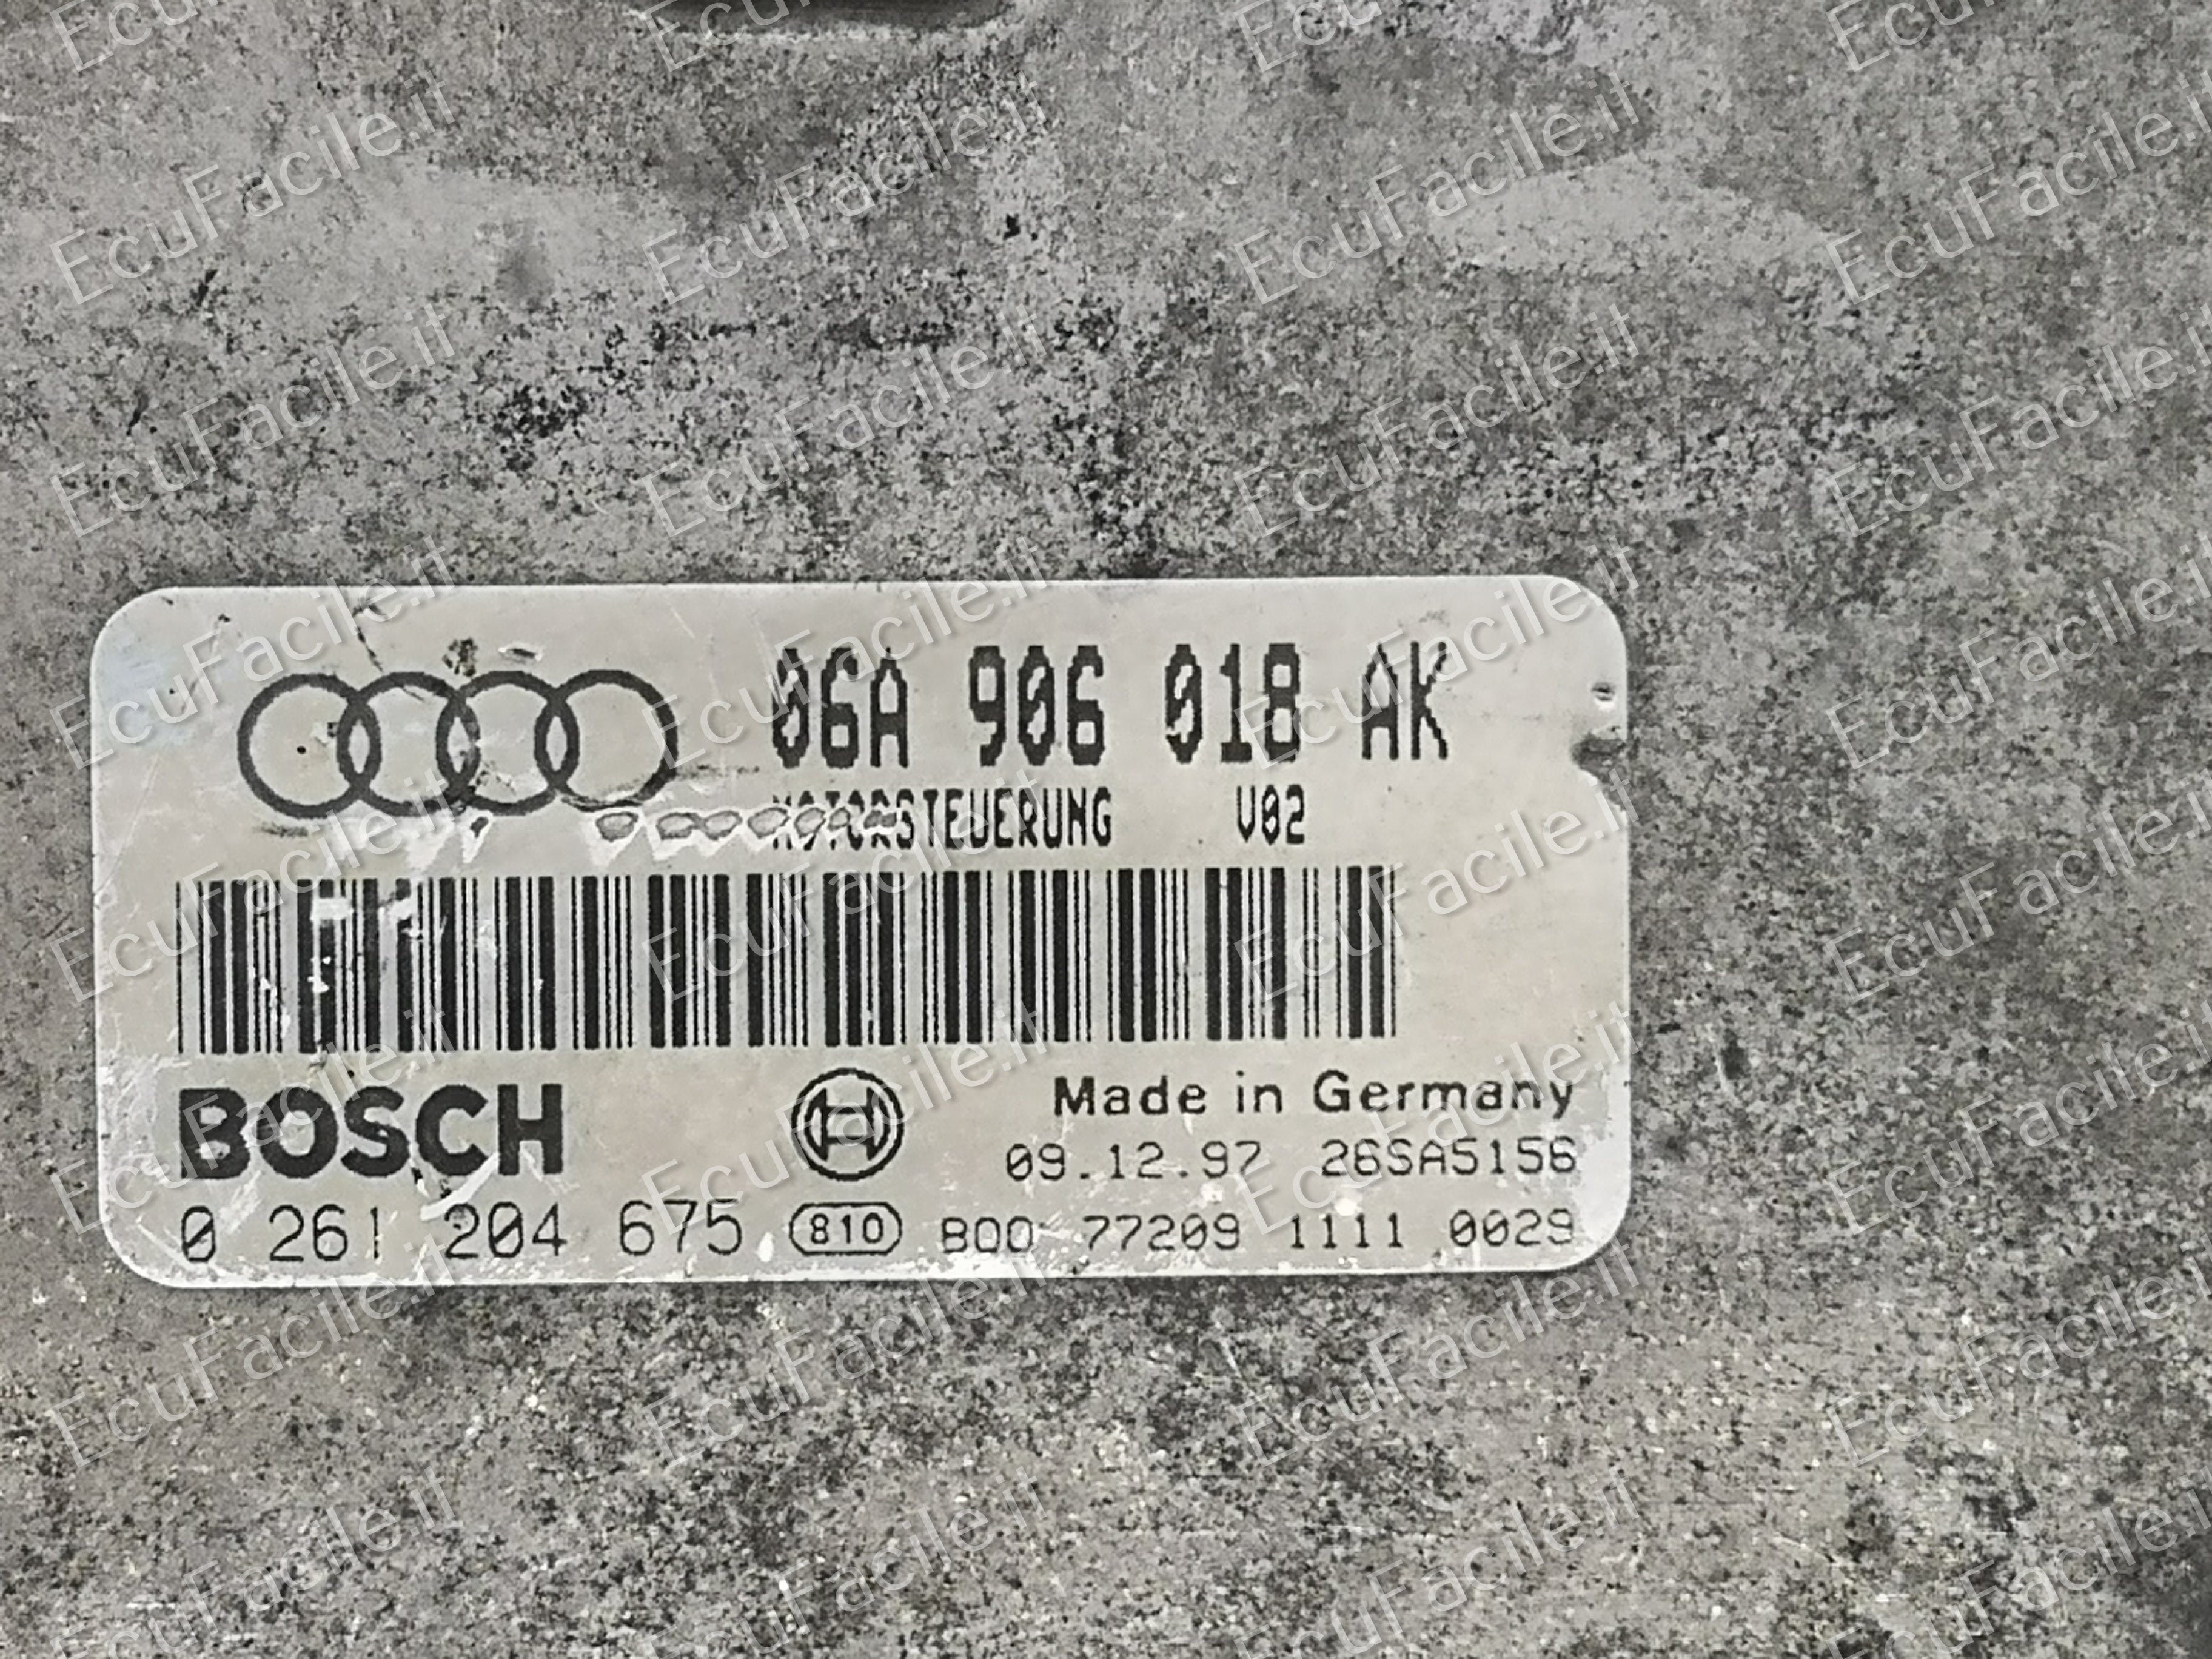 06A 906 018 AK
MOTORSTEUERUNG V02
BOSCH
Made in Germany
09.12.97 26SA5156
0 261 204 675 810 BOO 77209 1111 0029
EcuFacile.it